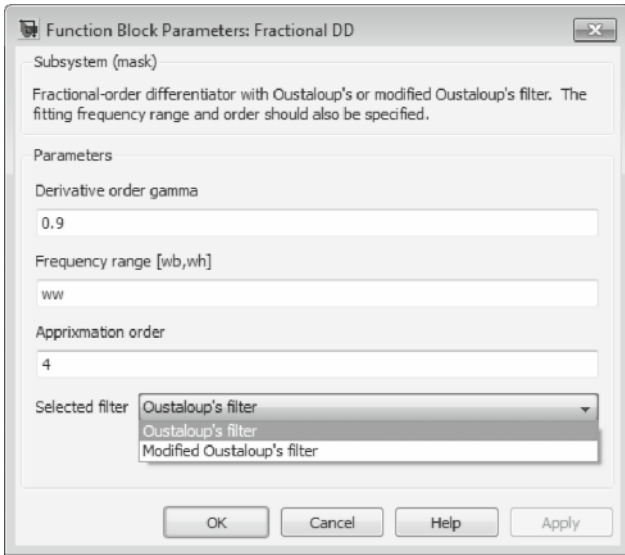 Function Block Parameters: Fractional DD
Subsystem (mask)
Fractional-order differentiator with Oustaloup's or modified Oustaloup's filter. The
fitting frequency range and order should also be specified.
Parameters
Derivative order gamma
0.9
Frequency range [wb,wh]
ww
Apprixmation order
4
Selected filter Oustaloup's filter
Oustaloup's filter
Modified Oustaloup's filter
OK Cancel Help Apply